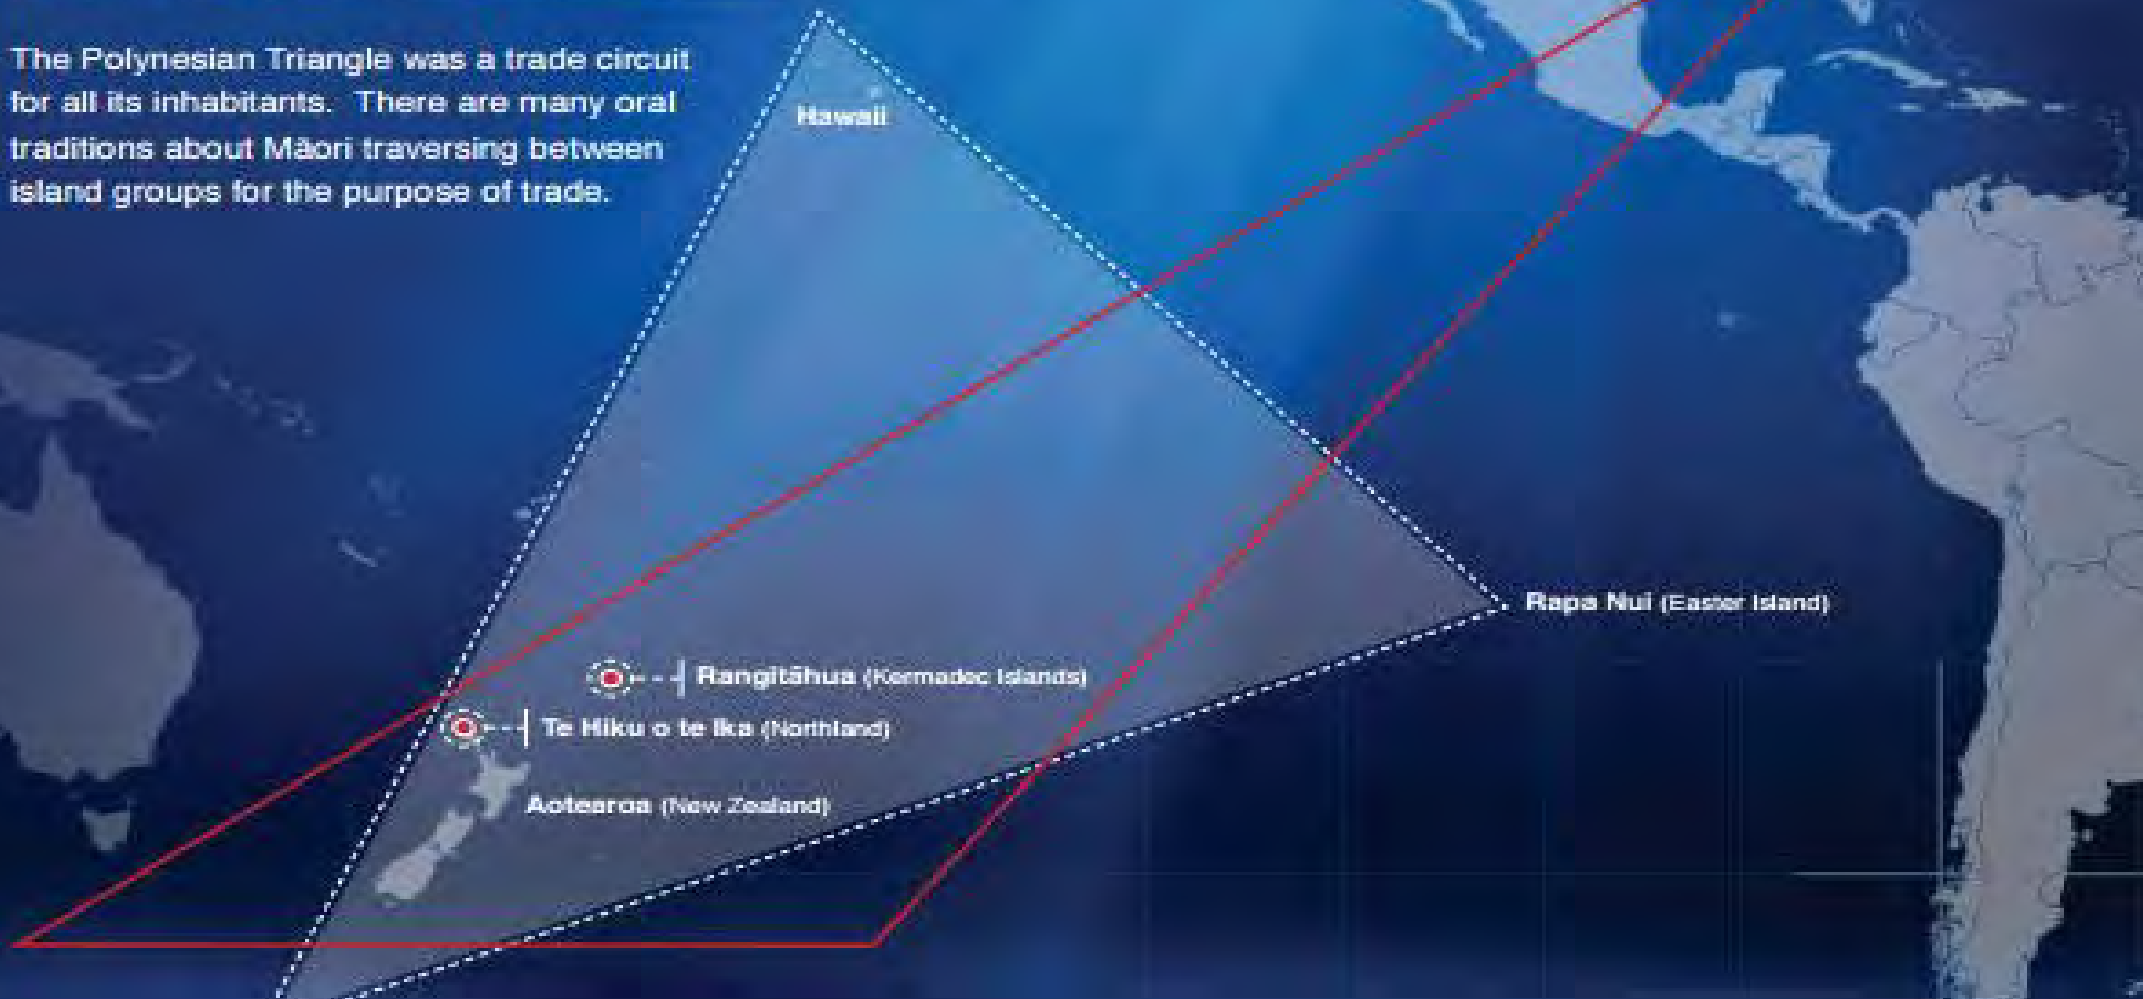 The Polynesian Triangle was a trade circuit
for all its inhabitants. There are many oral
traditions about Māori traversing between
island groups for the purpose of trade.
Hawaii
Rapa Nui (Easter Island)
Rangitāhua (Kermadec Islands)
Te Hiku o te Ika (Northland)
Aotearoa (New Zealand)